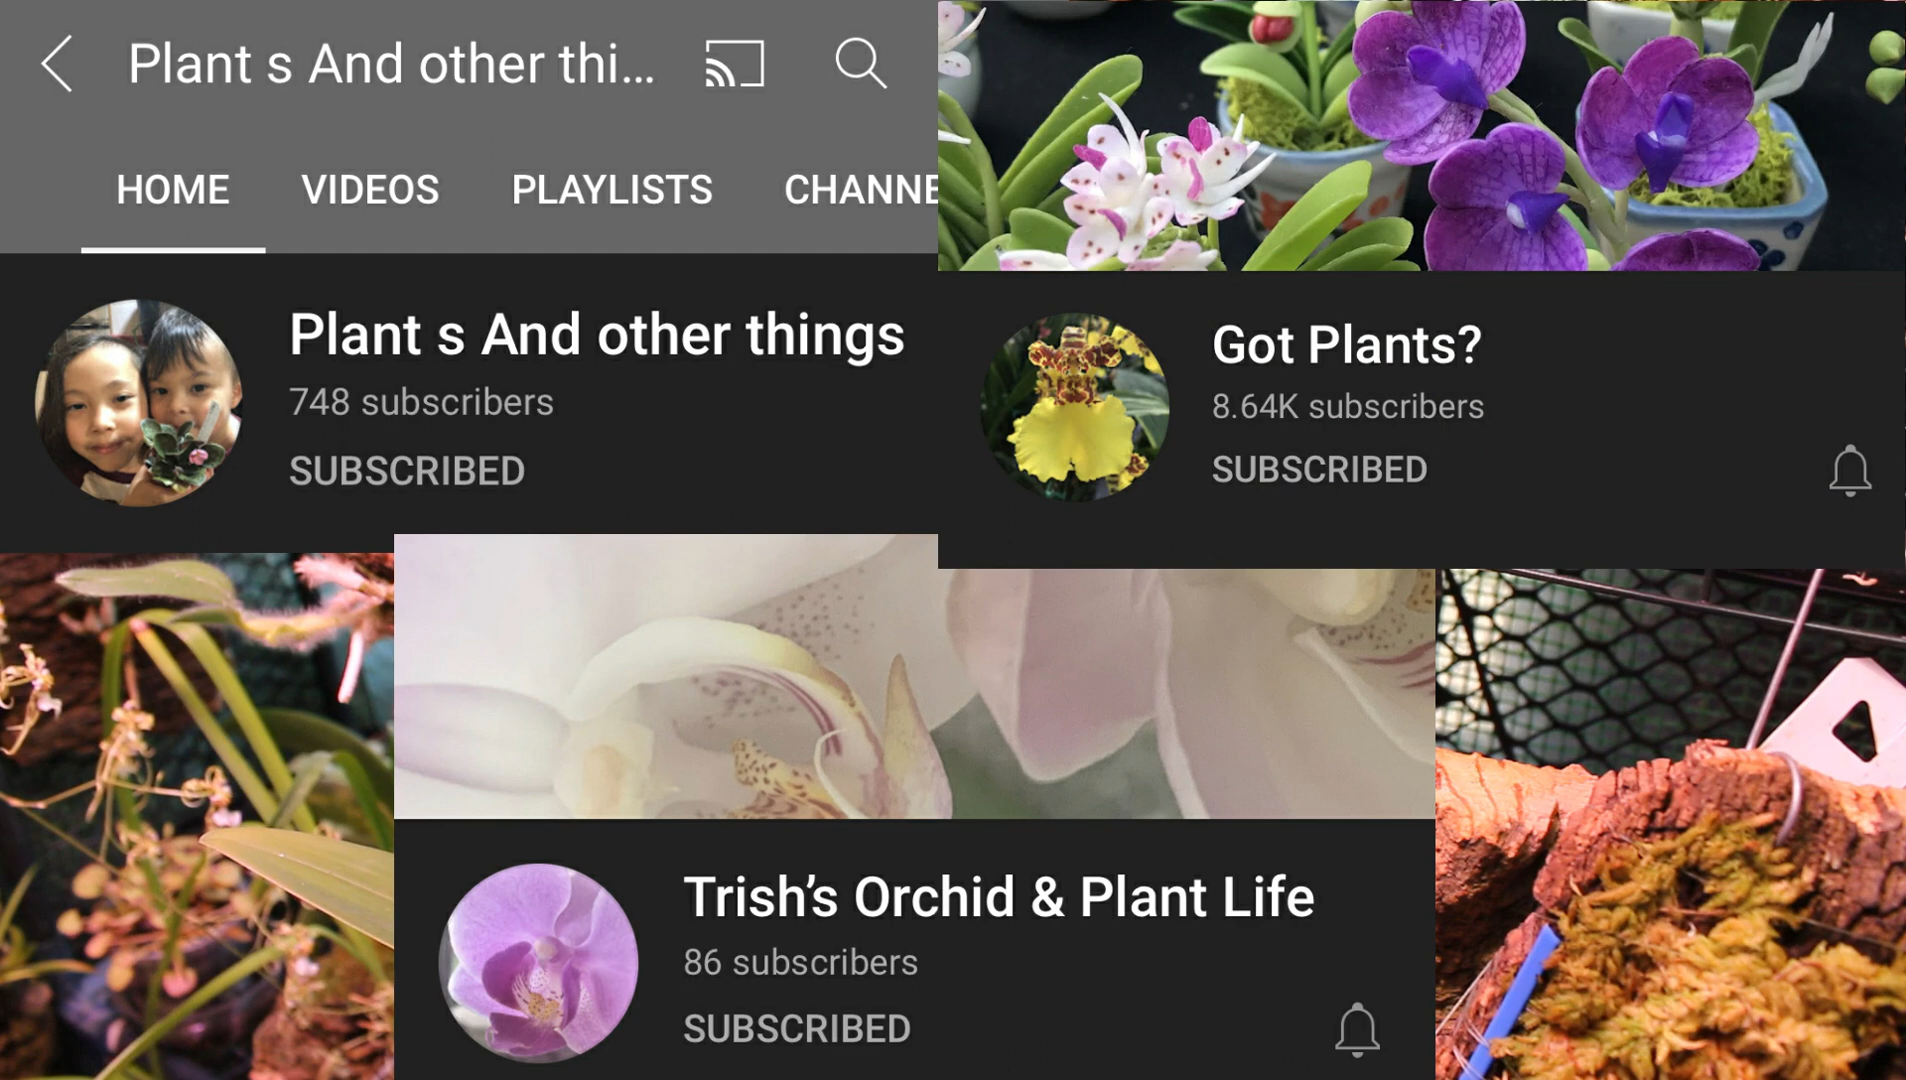 Plant s And other thi...
HOME VIDEOS PLAYLISTS CHANNE
Plant s And other things
748 subscribers
SUBSCRIBED
Got Plants?
8.64K subscribers
SUBSCRIBED
Trish’s Orchid & Plant Life
86 subscribers
SUBSCRIBED